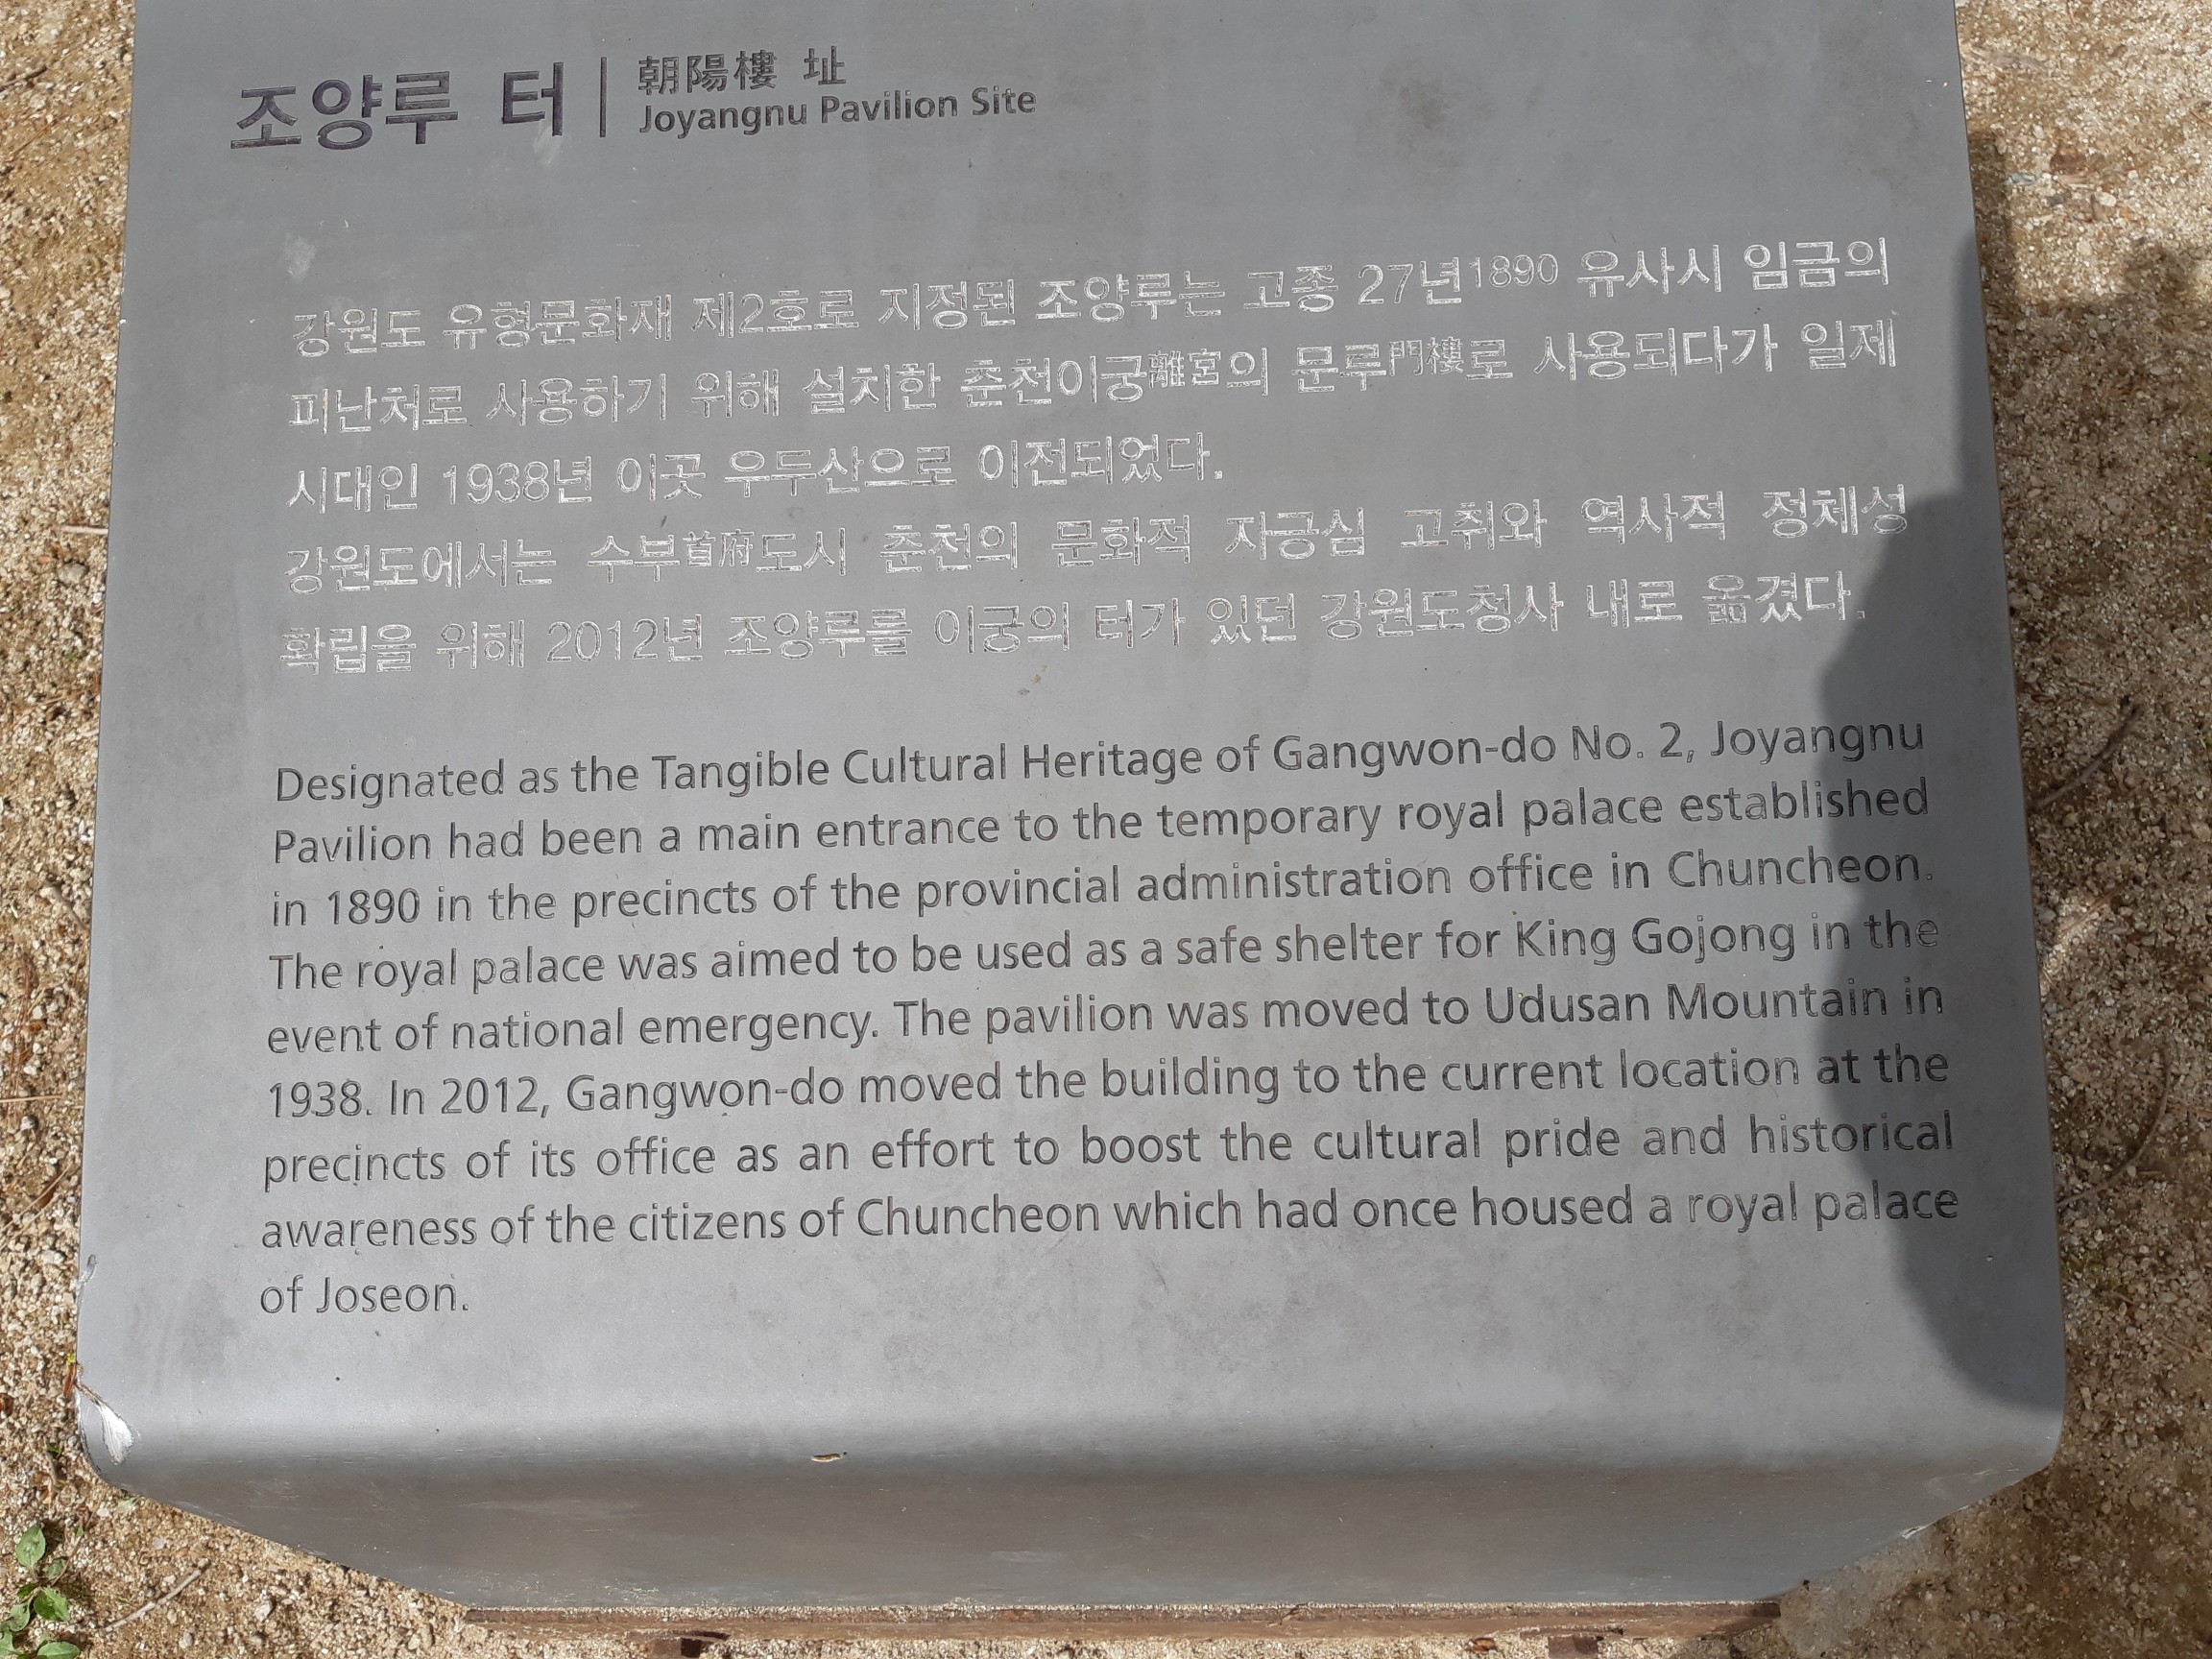 조양루 터
朝陽樓 址
Joyangnu Pavilion Site
강원도 유형문화재 제2호로 지정된 조양루는 고종 27년1890 유사시 임금의
피난처로 사용하기 위해 설치한 춘천이궁離宮의 문루門樓로 사용되다가 일제
시대인 1938년 이곳 우두산으로 이전되었다.
강원도에서는 수부首府도시 춘천의 문화적 자긍심 고취와 역사적 정체성
확립을 위해 2012년 조양루를 이궁의 터가 있던 강원도청사 내로 옮겼다.
Designated as the Tangible Cultural Heritage of Gangwon-do No. 2, Joyangnu
Pavilion had been a main entrance to the temporary royal palace established
in 1890 in the precincts of the provincial administration office in Chuncheon.
The royal palace was aimed to be used as a safe shelter for King Gojong in the
event of national emergency. The pavilion was moved to Udusan Mountain in
1938. In 2012, Gangwon-do moved the building to the current location at the
precincts of its office as an effort to boost the cultural pride and historical
awareness of the citizens of Chuncheon which had once housed a royal palace
of Joseon.